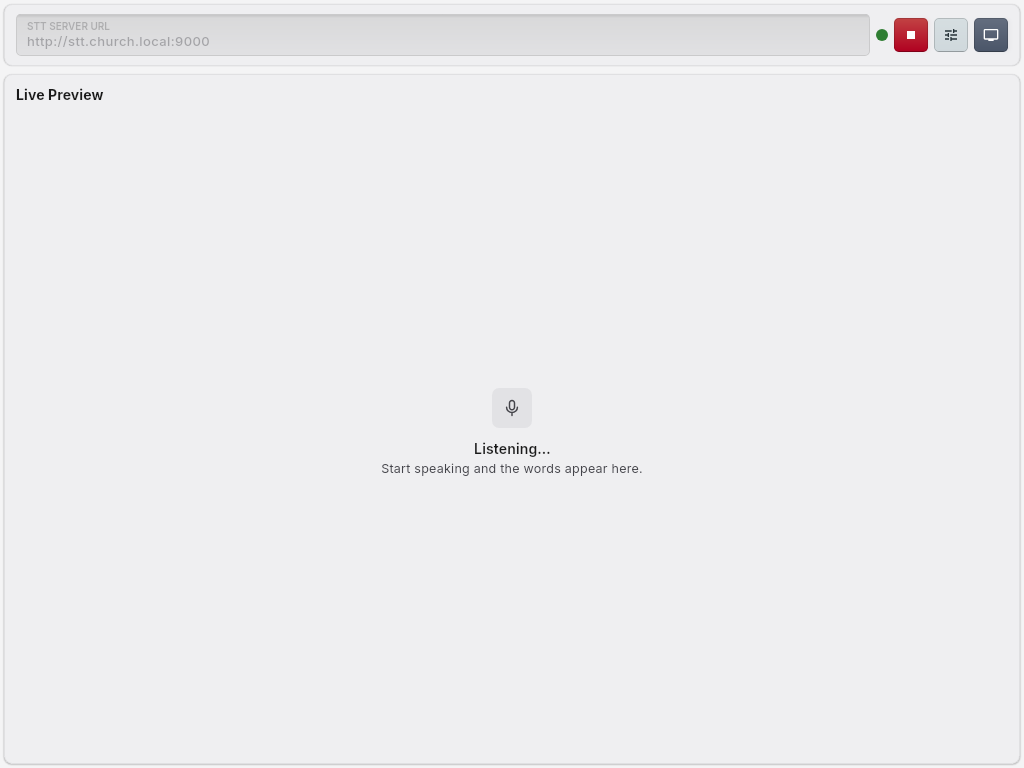 STT SERVER URL
http://stt.church.local:9000
Live Preview
Listening...
Start speaking and the words appear here.